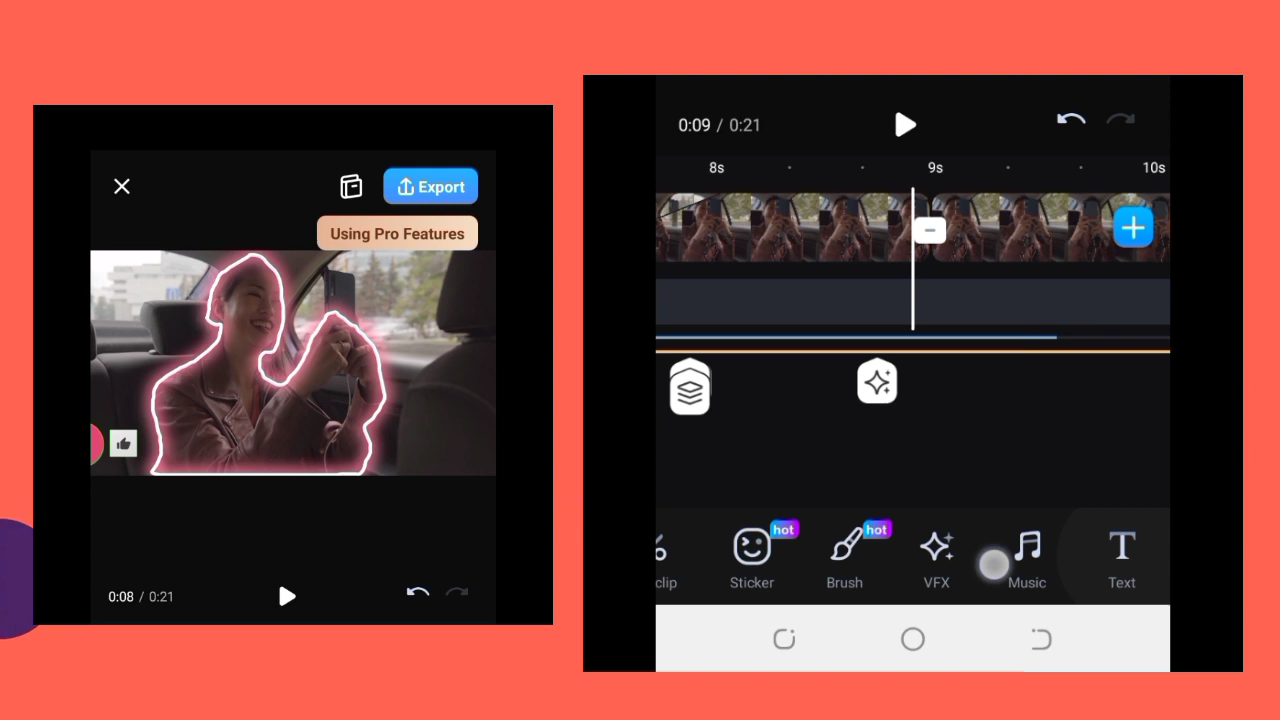 Export
Using Pro Features
0:08 / 0:21
0:09 / 0:21
8s 9s 10s
hot hot
clip Sticker Brush VFX Music Text